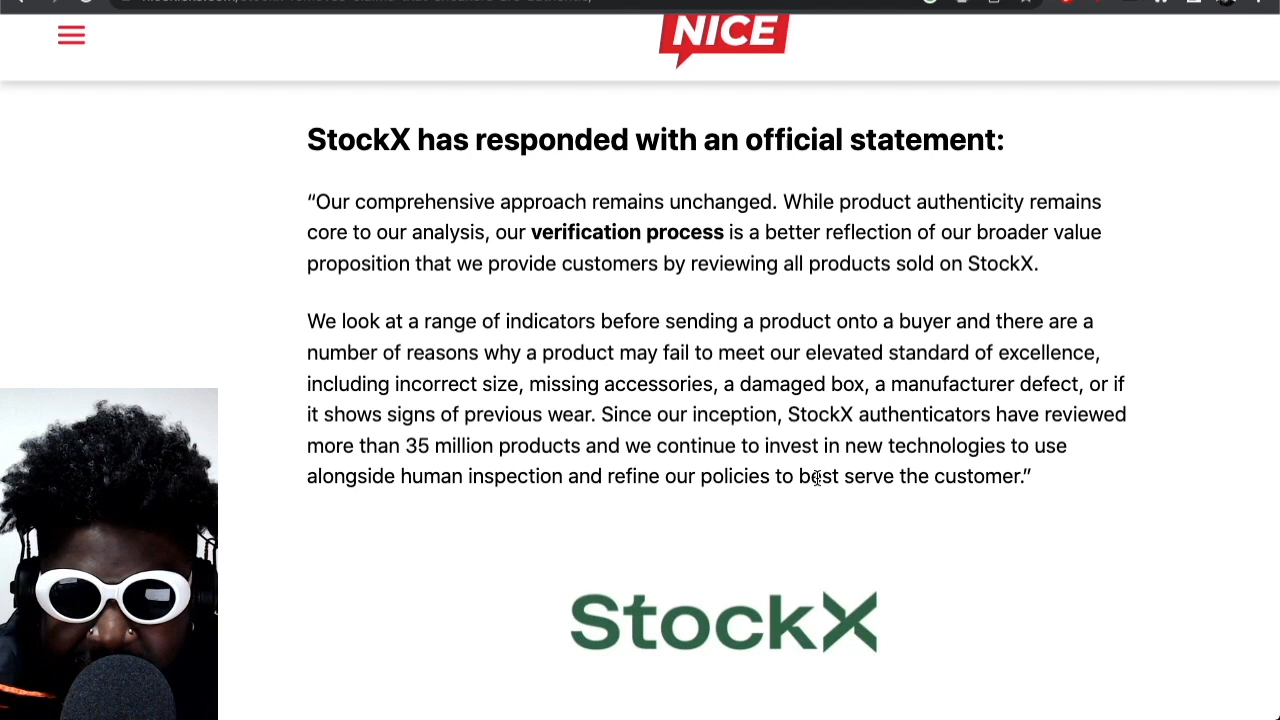 NICE
StockX has responded with an official statement:
“Our comprehensive approach remains unchanged. While product authenticity remains
core to our analysis, our verification process is a better reflection of our broader value
proposition that we provide customers by reviewing all products sold on StockX.
We look at a range of indicators before sending a product onto a buyer and there are a
number of reasons why a product may fail to meet our elevated standard of excellence,
including incorrect size, missing accessories, a damaged box, a manufacturer defect, or if
it shows signs of previous wear. Since our inception, StockX authenticators have reviewed
more than 35 million products and we continue to invest in new technologies to use
alongside human inspection and refine our policies to best serve the customer.”
StockX